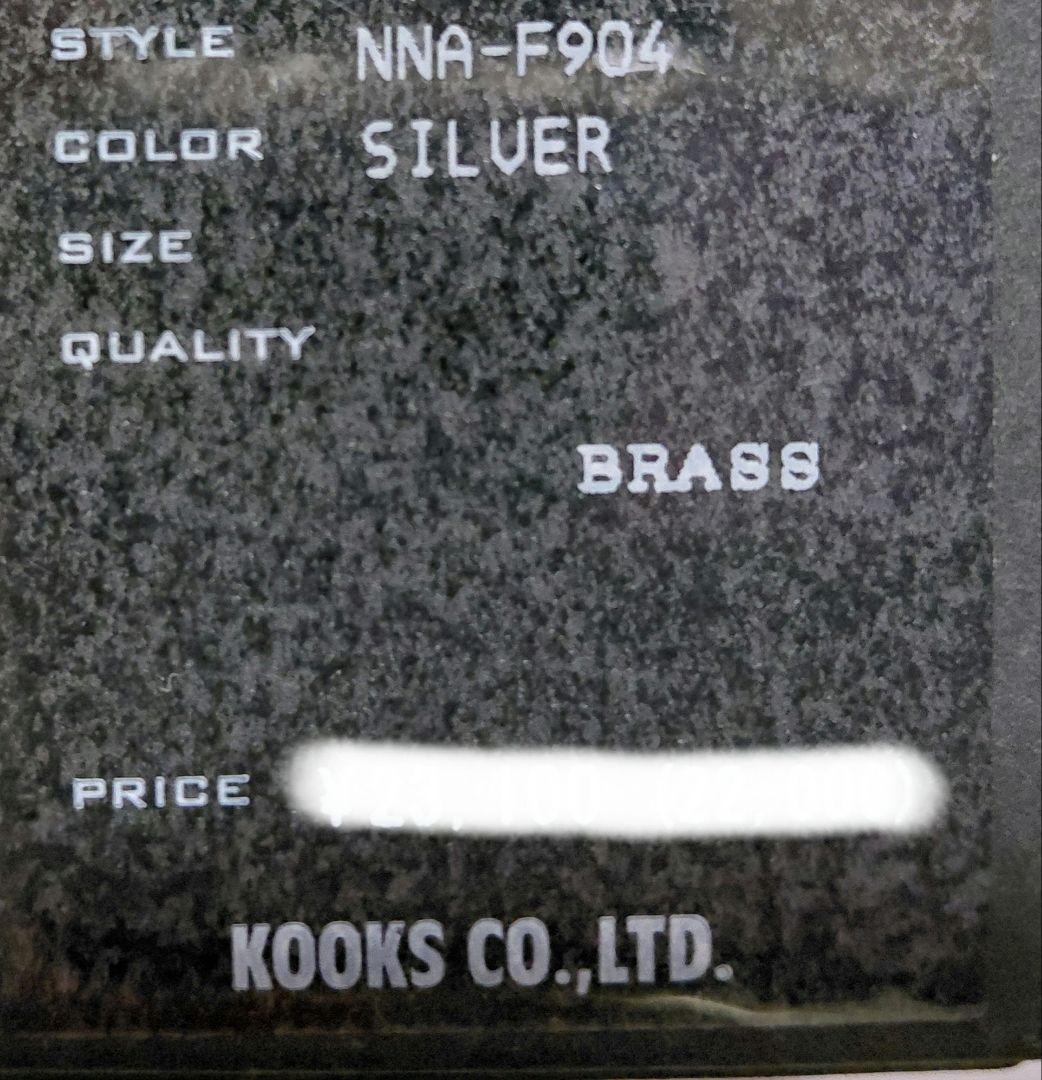 STYLE NNA-F904
COLOR SILVER
SIZE
QUALITY
BRASS
PRICE
KOOKS CO.,LTD.